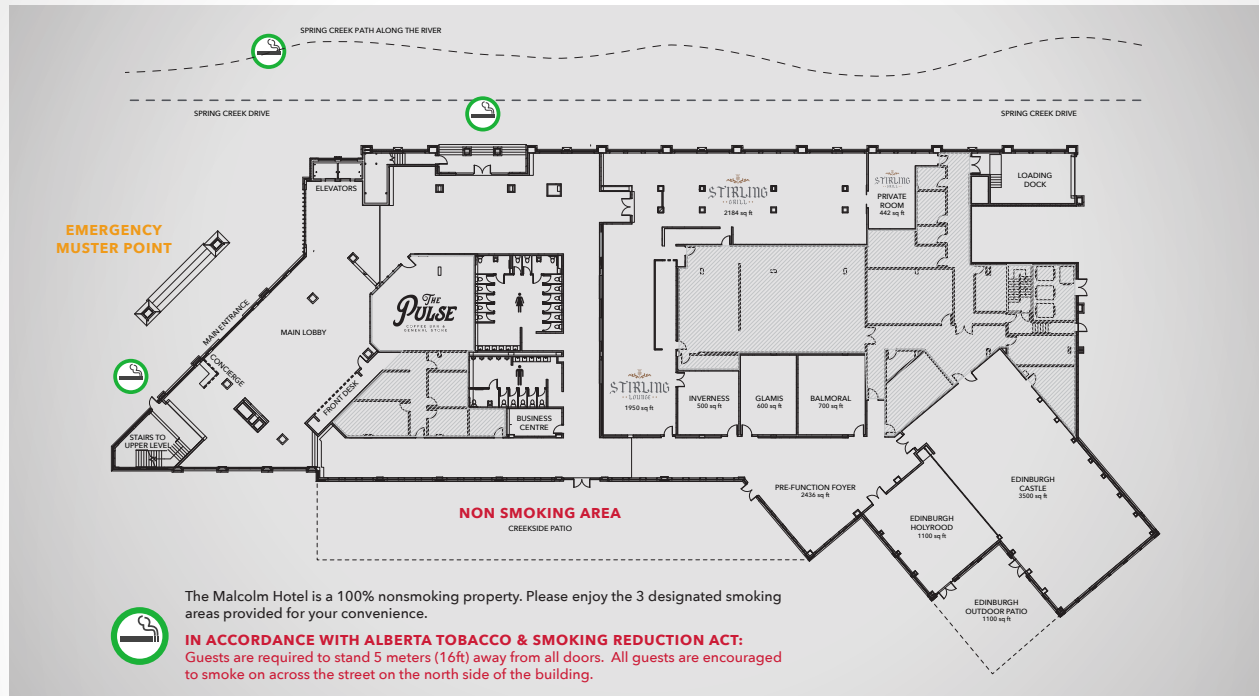 SPRING CREEK PATH ALONG THE RIVER
SPRING CREEK DRIVE
SPRING CREEK DRIVE
ELEVATORS
STIRLING
GRILL
2184 sq ft
STIRLING
GRILL
PRIVATE
ROOM
442 sq ft
LOADING
DOCK
EMERGENCY
MUSTER POINT
MAIN ENTRANCE
MAIN LOBBY
THE
PULSE
COFFEE BAR &
GENERAL STORE
CONCIERGE
FRONT DESK
STAIRS TO
UPPER LEVEL
BUSINESS
CENTRE
STIRLING
LOUNGE
1950 sq ft
INVERNESS
500 sq ft
GLAMIS
600 sq ft
BALMORAL
700 sq ft
PRE-FUNCTION FOYER
2436 sq ft
EDINBURGH
CASTLE
3500 sq ft
EDINBURGH
HOLYROOD
1100 sq ft
EDINBURGH
OUTDOOR PATIO
1100 sq ft
NON SMOKING AREA
CREEKSIDE PATIO
The Malcolm Hotel is a 100% nonsmoking property. Please enjoy the 3 designated smoking
areas provided for your convenience.
IN ACCORDANCE WITH ALBERTA TOBACCO & SMOKING REDUCTION ACT:
Guests are required to stand 5 meters (16ft) away from all doors. All guests are encouraged
to smoke on across the street on the north side of the building.